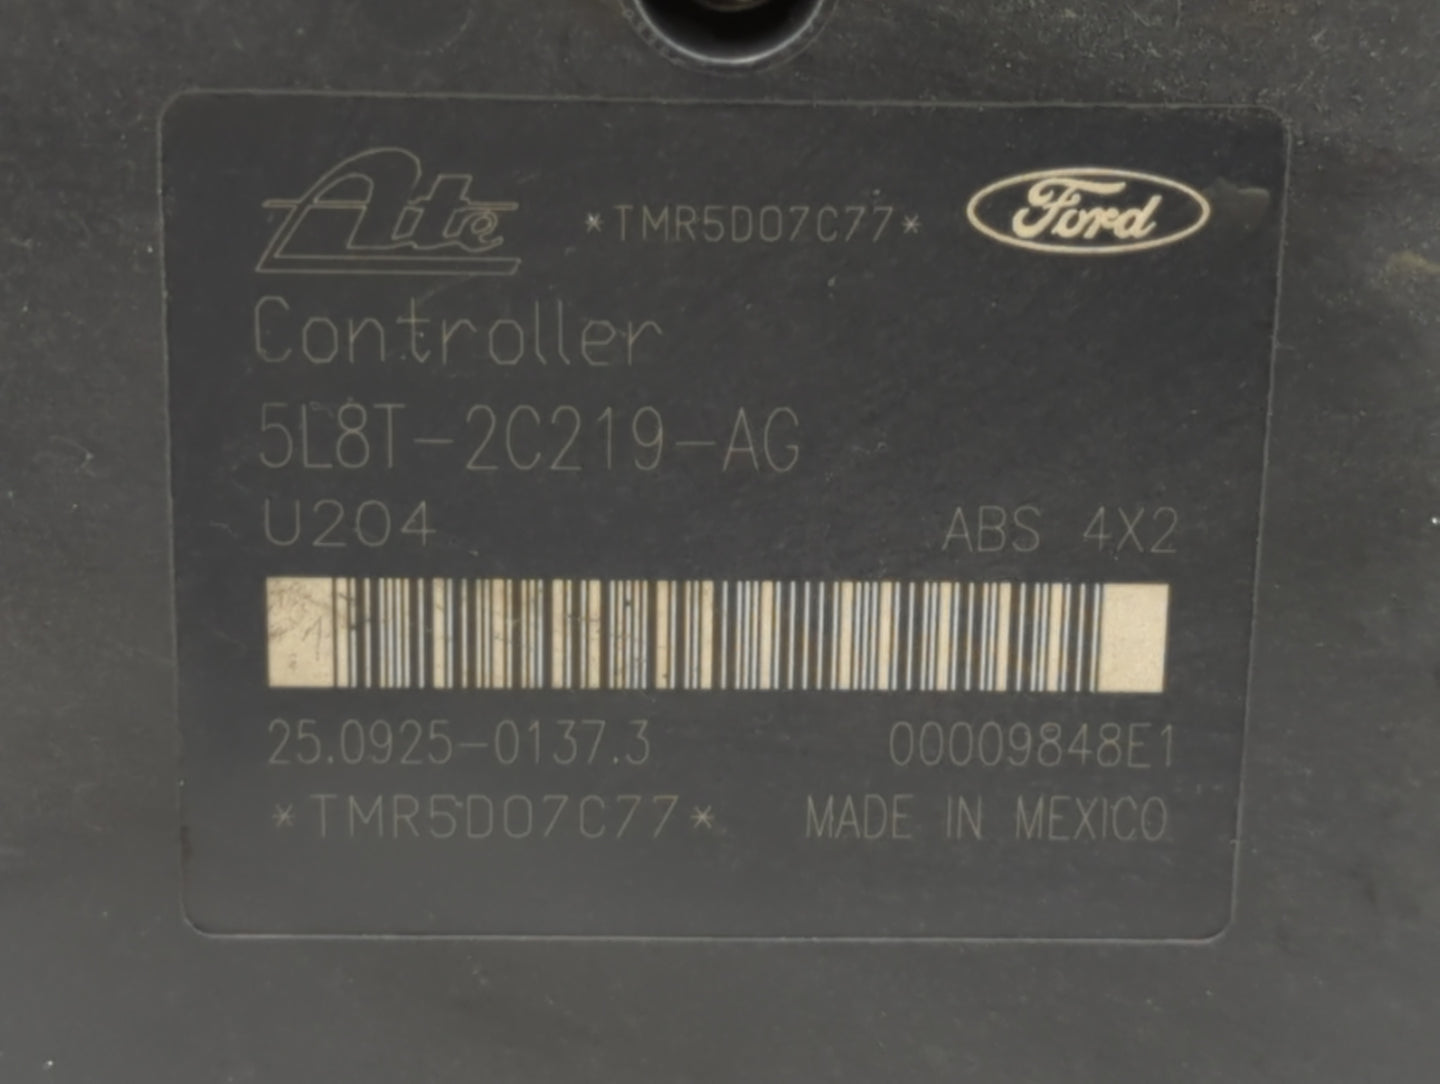 Ate *TMR5D07C77* Ford
Controller
5L8T-2C219-AG
U204 ABS 4X2
25.0925-0137.3 00009848E1
*TMR5D07C77* MADE IN MEXICO